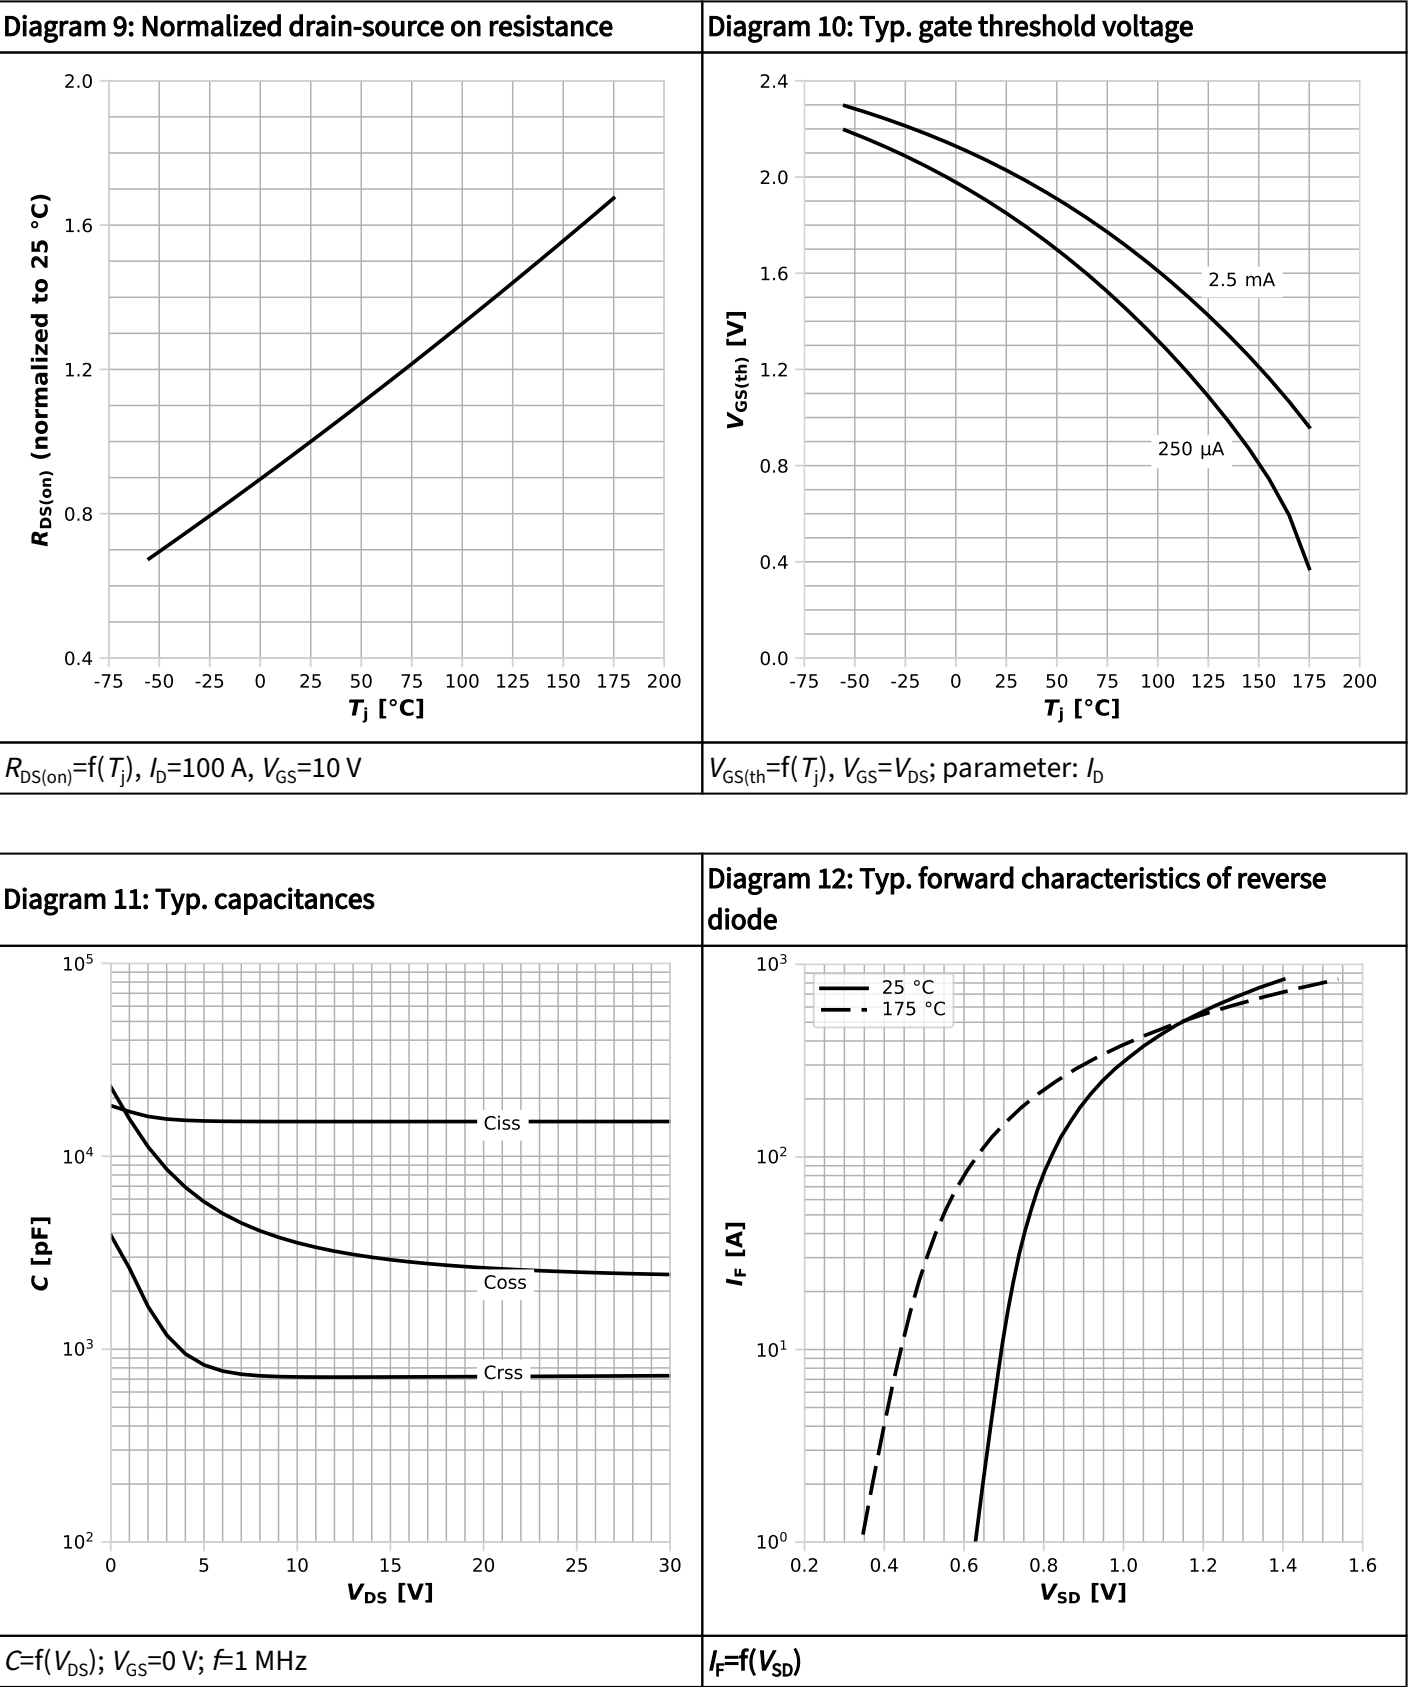 Diagram 9: Normalized drain-source on resistance
2.0
1.6
1.2
0.8
0.4
-75 -50 -25 0 25 50 75 100 125 150 175 200
RDS(on) (normalized to 25 °C)
Tj [°C]
RDS(on)=f(Tj), ID=100 A, VGS=10 V
Diagram 10: Typ. gate threshold voltage
2.4
2.0
1.6
1.2
0.8
0.4
0.0
-75 -50 -25 0 25 50 75 100 125 150 175 200
VGS(th) [V]
2.5 mA
250 µA
Tj [°C]
VGS(th=f(Tj), VGS=VDS; parameter: ID
Diagram 11: Typ. capacitances
10⁵
10⁴
10³
10²
0 5 10 15 20 25 30
C [pF]
Ciss
Coss
Crss
VDS [V]
C=f(VDS); VGS=0 V; f=1 MHz
Diagram 12: Typ. forward characteristics of reverse
diode
10³
10²
10¹
10⁰
0.2 0.4 0.6 0.8 1.0 1.2 1.4 1.6
IF [A]
25 °C
175 °C
VSD [V]
IF=f(VSD)